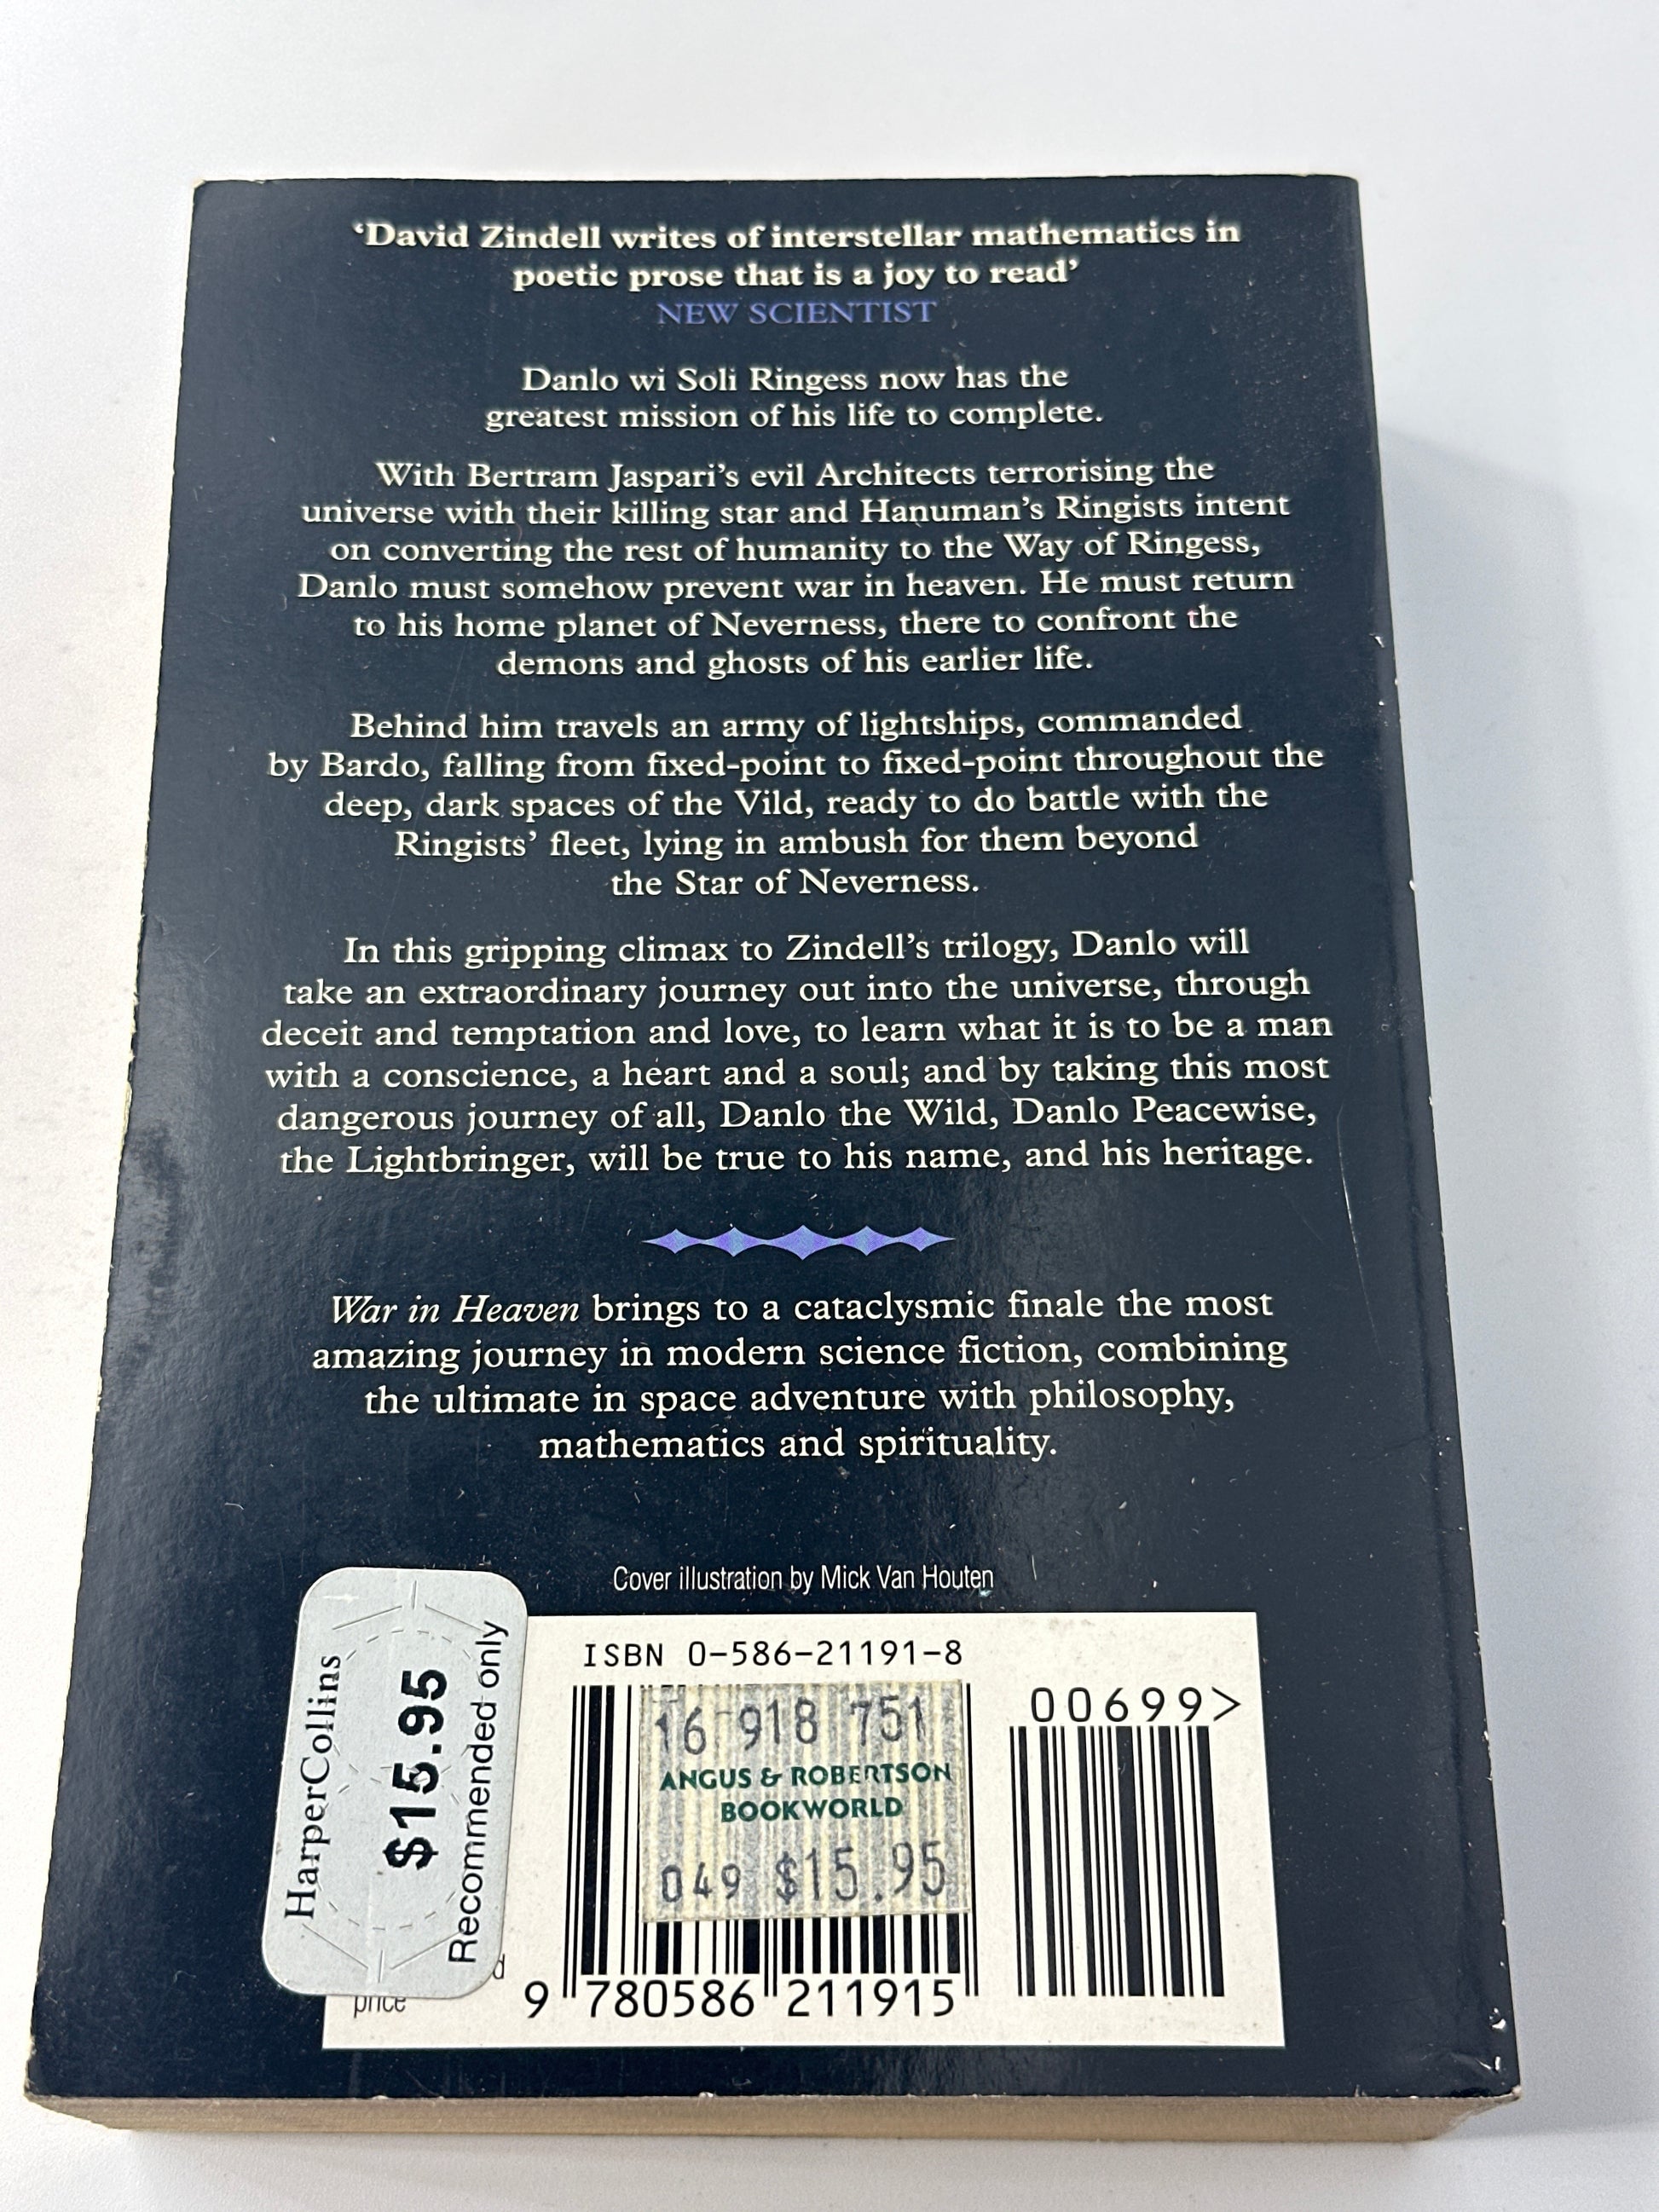 ‘David Zindell writes of interstellar mathematics in
poetic prose that is a joy to read’
NEW SCIENTIST
Danlo wi Soli Ringess now has the
greatest mission of his life to complete.
With Bertram Jaspari’s evil Architects terrorising the
universe with their killing star and Hanuman’s Ringists intent
on converting the rest of humanity to the Way of Ringess,
Danlo must somehow prevent war in heaven. He must return
to his home planet of Neverness, there to confront the
demons and ghosts of his earlier life.
Behind him travels an army of lightships, commanded
by Bardo, falling from fixed-point to fixed-point throughout the
deep, dark spaces of the Vild, ready to do battle with the
Ringists’ fleet, lying in ambush for them beyond
the Star of Neverness.
In this gripping climax to Zindell’s trilogy, Danlo will
take an extraordinary journey out into the universe, through
deceit and temptation and love, to learn what it is to be a man
with a conscience, a heart and a soul; and by taking this most
dangerous journey of all, Danlo the Wild, Danlo Peacewise,
the Lightbringer, will be true to his name, and his heritage.
War in Heaven brings to a cataclysmic finale the most
amazing journey in modern science fiction, combining
the ultimate in space adventure with philosophy,
mathematics and spirituality.
Cover illustration by Mick Van Houten
HarperCollins
$15.95
Recommended only
price
ISBN 0-586-21191-8
16 918 751
ANGUS & ROBERTSON
BOOKWORLD
049 $15.95
9 780586 211915
00699>